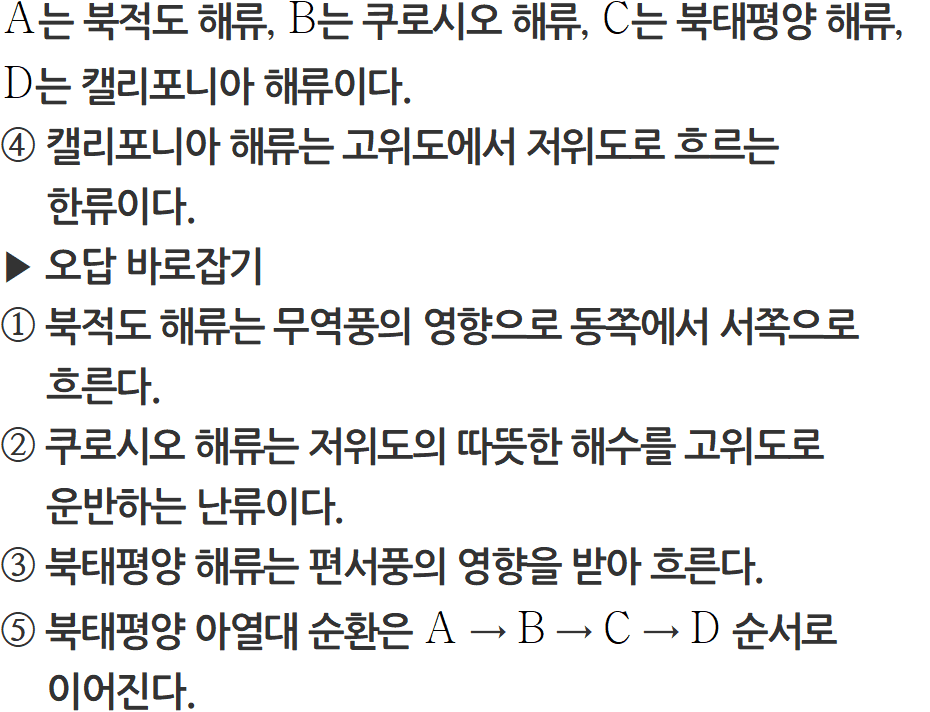 A는 북적도 해류, B는 쿠로시오 해류, C는 북태평양 해류,
D는 캘리포니아 해류이다.
④ 캘리포니아 해류는 고위도에서 저위도로 흐르는
한류이다.
▶ 오답 바로잡기
① 북적도 해류는 무역풍의 영향으로 동쪽에서 서쪽으로
흐른다.
② 쿠로시오 해류는 저위도의 따뜻한 해수를 고위도로
운반하는 난류이다.
③ 북태평양 해류는 편서풍의 영향을 받아 흐른다.
⑤ 북태평양 아열대 순환은 A → B → C → D 순서로
이어진다.